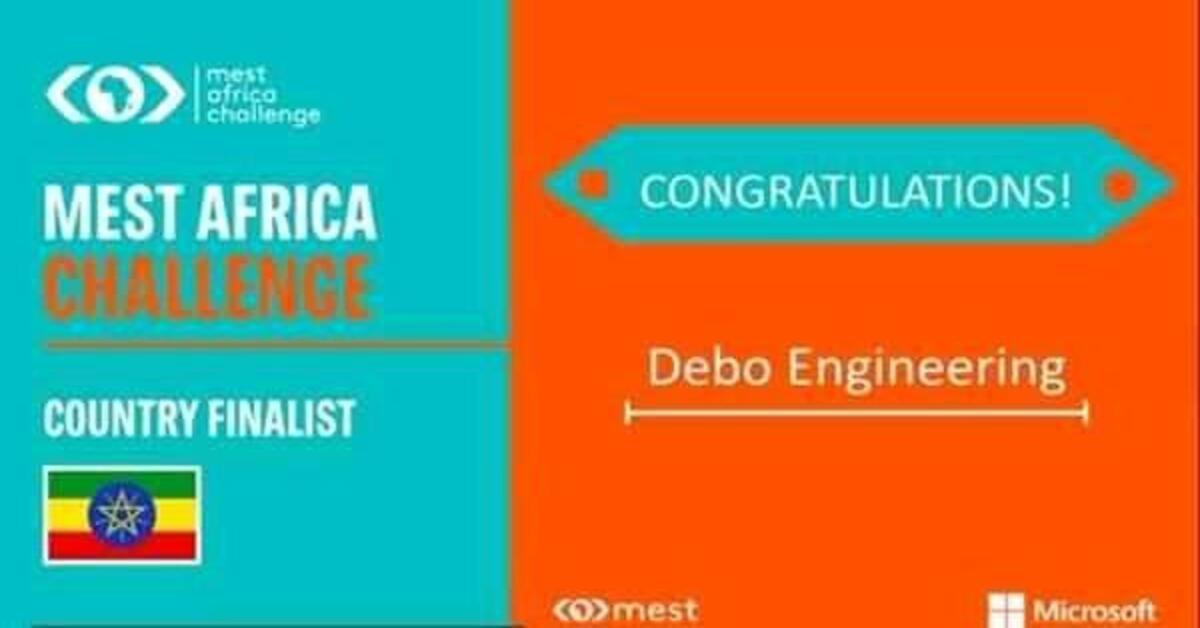 mest
africa
challenge
MEST AFRICA
CHALLENGE
COUNTRY FINALIST
CONGRATULATIONS!
Debo Engineering
mest
Microsoft